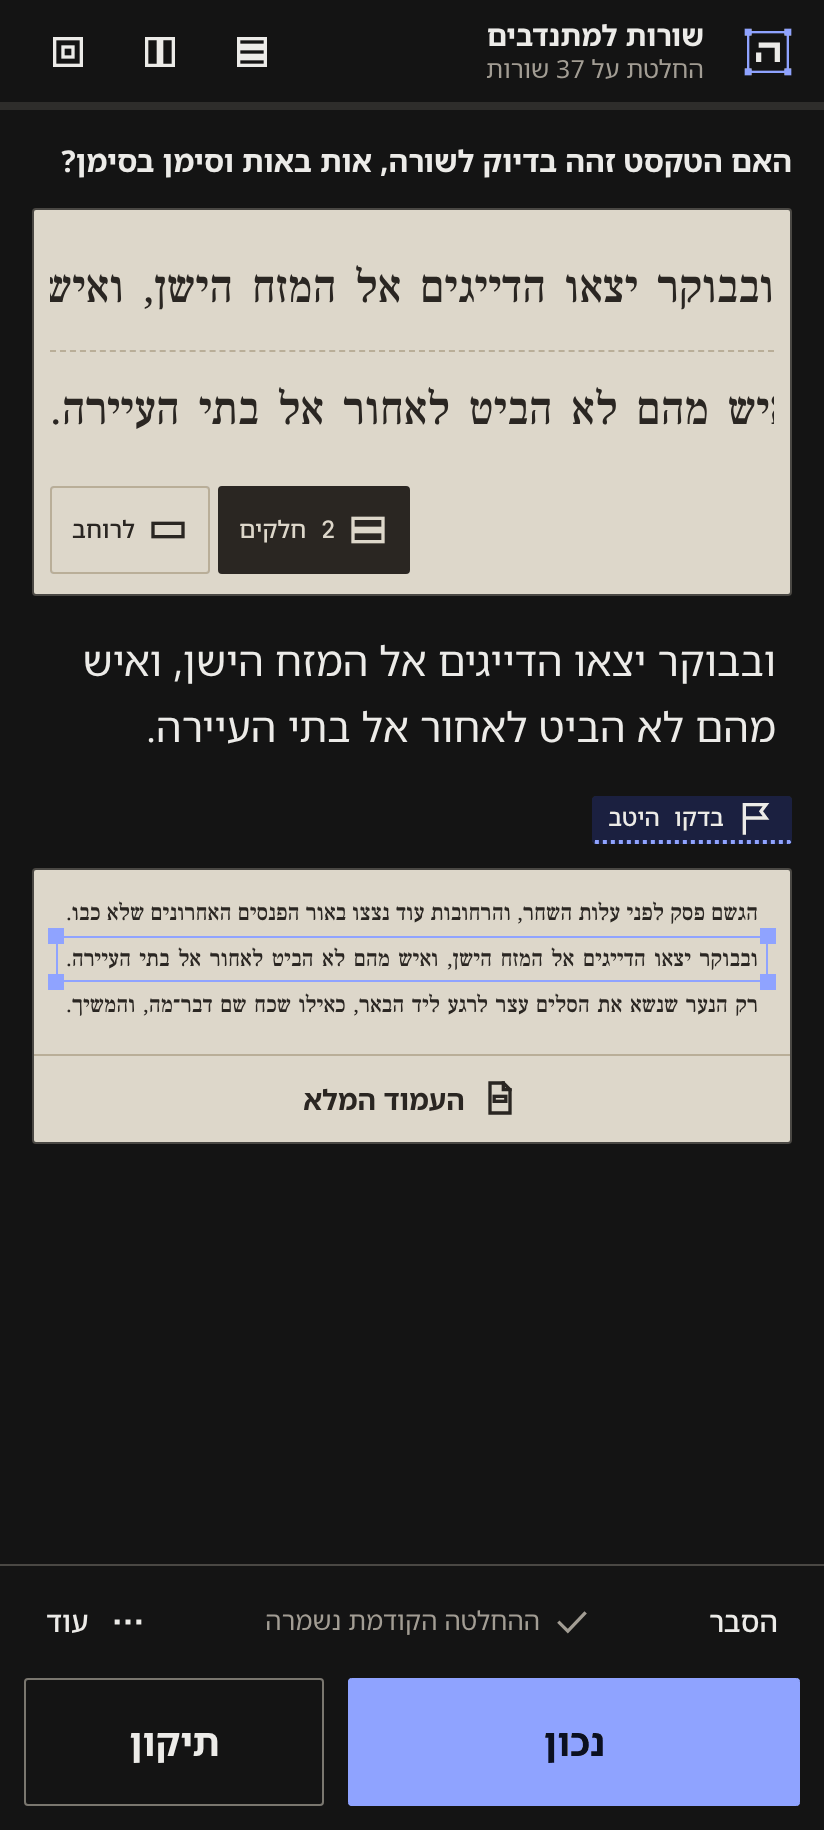 ה
שורות למתנדבים
החלטת על 37 שורות
האם הטקסט זהה בדיוק לשורה, אות באות וסימן בסימן?
ובבוקר יצאו הדייגים אל המזח הישן, ואיש
איש מהם לא הביט לאחור אל בתי העיירה.
2 חלקים
לרוחב
ובבוקר יצאו הדייגים אל המזח הישן, ואיש
מהם לא הביט לאחור אל בתי העיירה.
בדקו היטב
הגשם פסק לפני עלות השחר, והרחובות עוד נצצו באור הפנסים האחרונים שלא כבו.
ובבוקר יצאו הדייגים אל המזח הישן, ואיש מהם לא הביט לאחור אל בתי העיירה.
רק הנער שנשא את הסלים עצר לרגע ליד הבאר, כאילו שכח שם דבר־מה, והמשיך.
העמוד המלא
הסבר
ההחלטה הקודמת נשמרה
עוד
נכון
תיקון